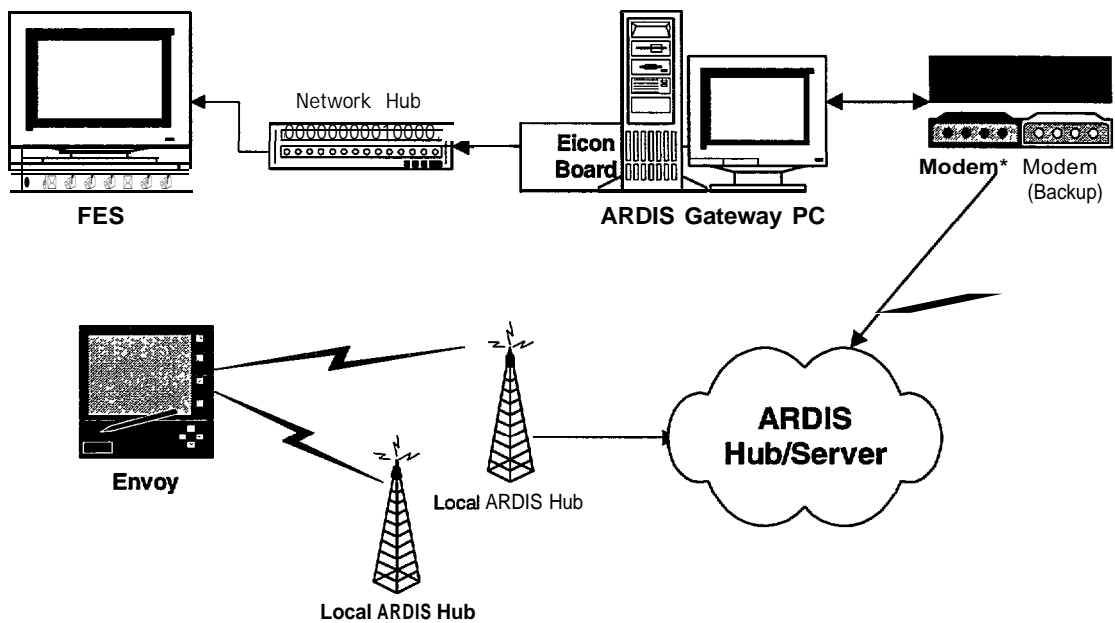 Network Hub
0000000010000
Eicon
Board
Modem* Modem
(Backup)
FES
ARDIS Gateway PC
ARDIS
Hub/Server
Envoy
Local ARDIS Hub
Local ARDIS Hub